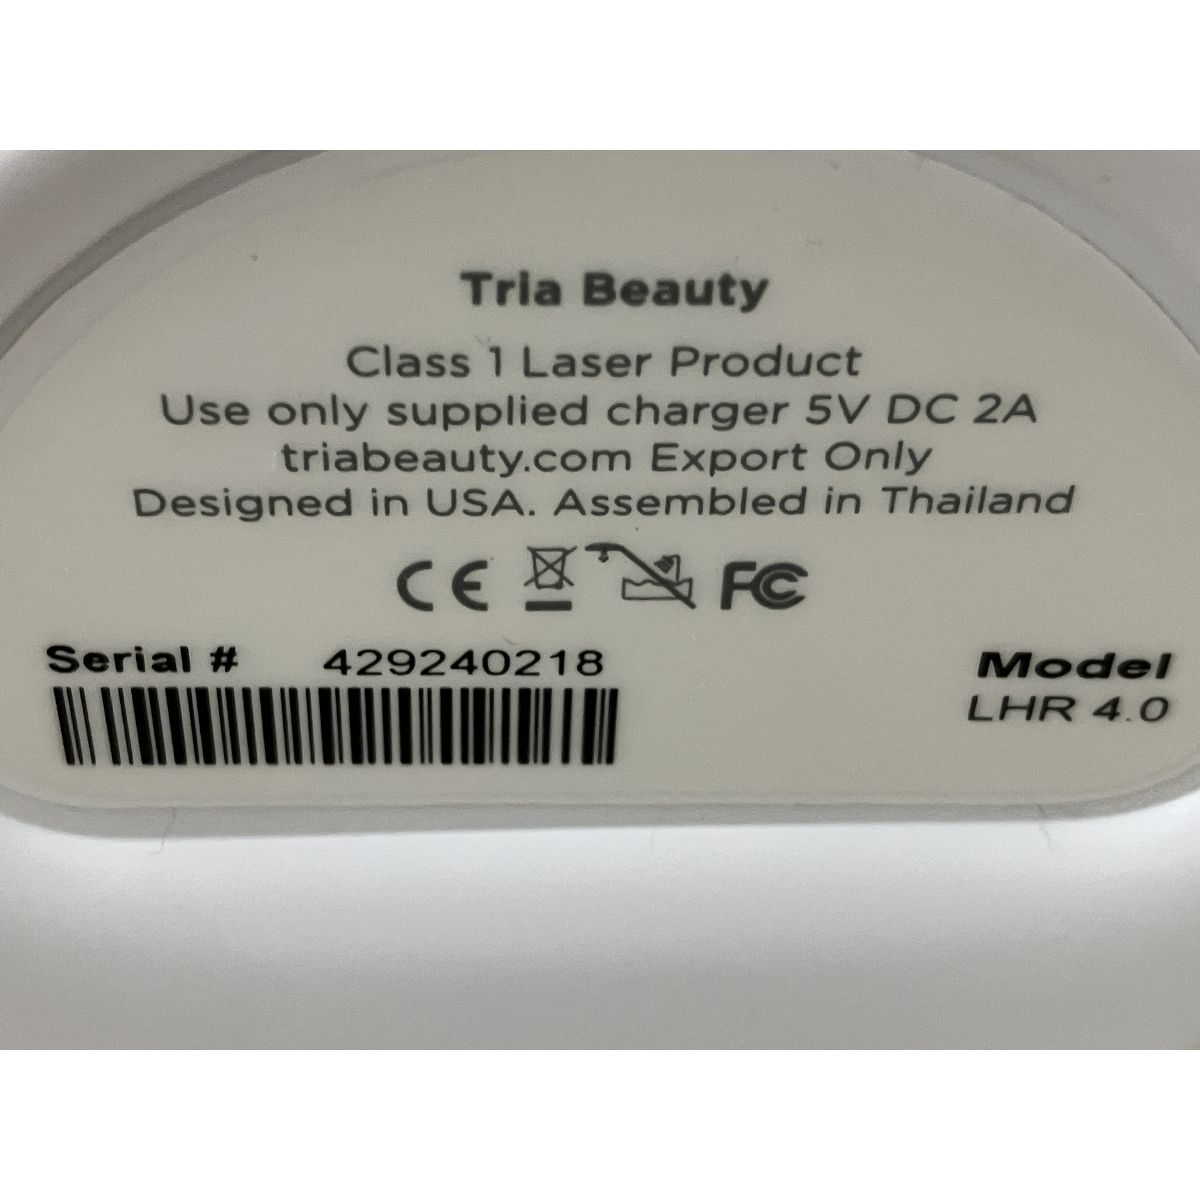 Tria Beauty
Class 1 Laser Product
Use only supplied charger 5V DC 2A
triabeauty.com Export Only
Designed in USA. Assembled in Thailand
CE FC
Serial # 429240218
Model
LHR 4.0